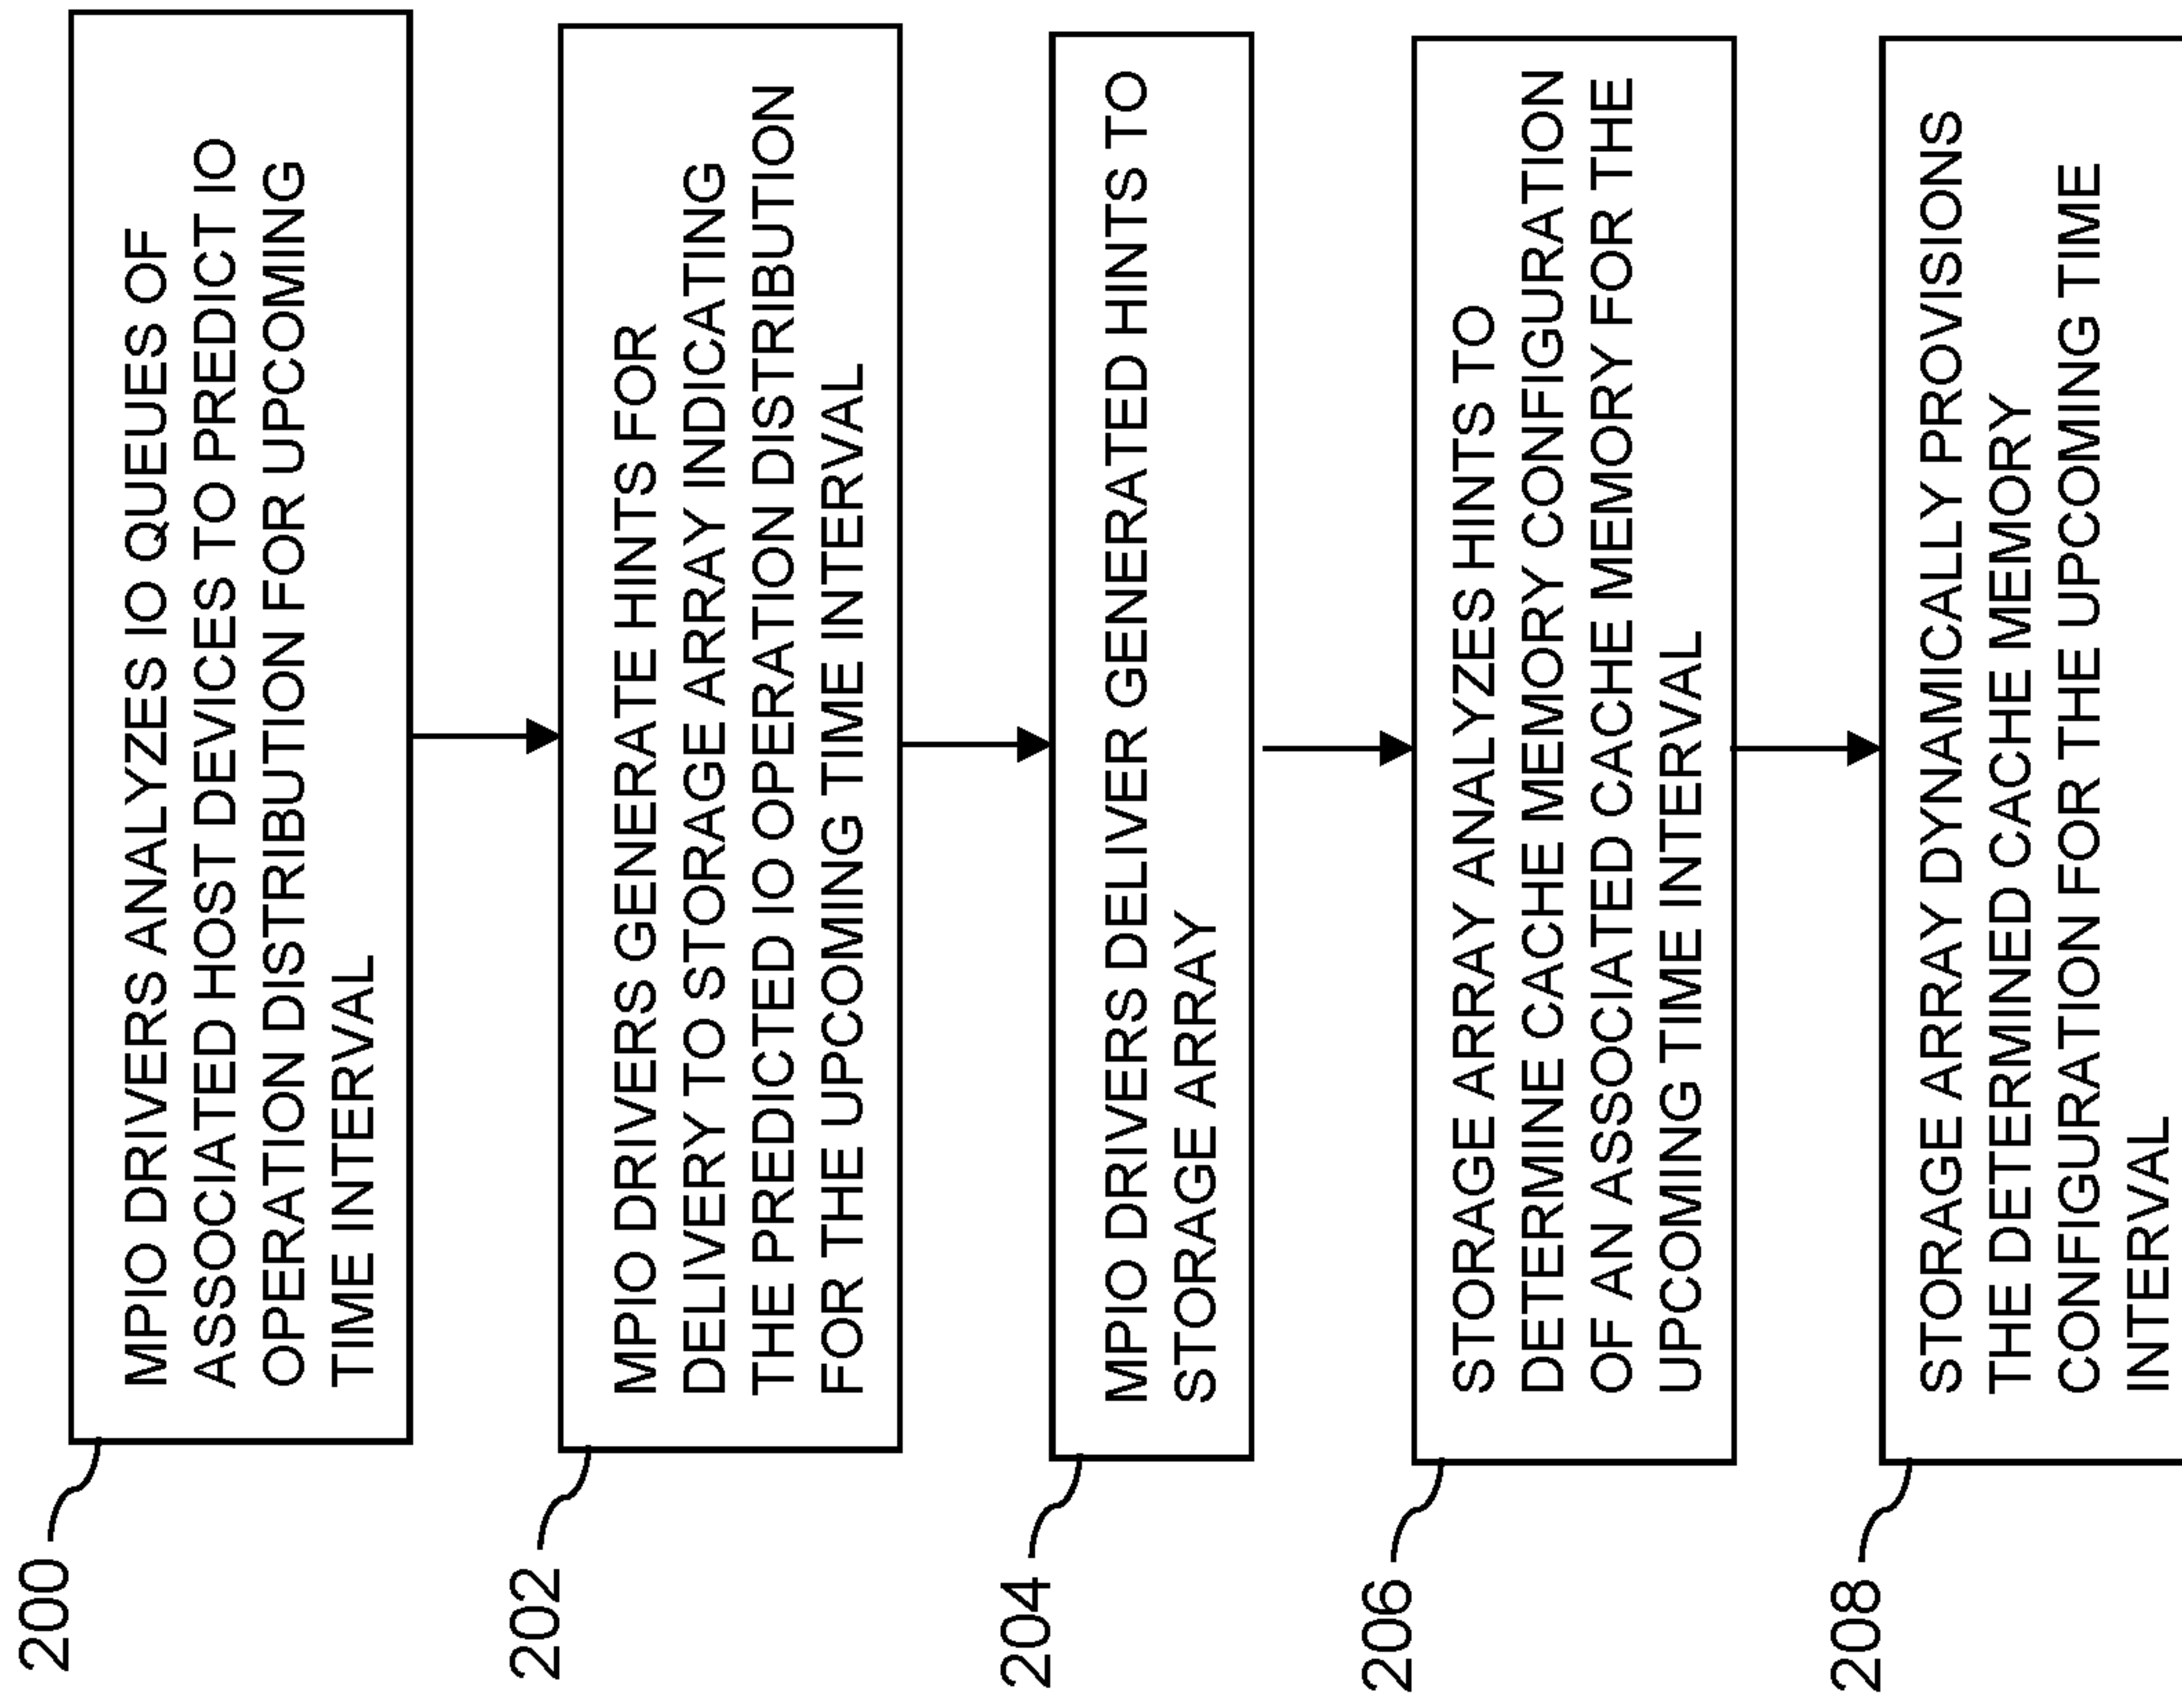 200
MPIO DRIVERS ANALYZES IO QUEUES OF
ASSOCIATED HOST DEVICES TO PREDICT IO
OPERATION DISTRIBUTION FOR UPCOMING
TIME INTERVAL
202
MPIO DRIVERS GENERATE HINTS FOR
DELIVERY TO STORAGE ARRAY INDICATING
THE PREDICTED IO OPERATION DISTRIBUTION
FOR THE UPCOMING TIME INTERVAL
204
MPIO DRIVERS DELIVER GENERATED HINTS TO
STORAGE ARRAY
206
STORAGE ARRAY ANALYZES HINTS TO
DETERMINE CACHE MEMORY CONFIGURATION
OF AN ASSOCIATED CACHE MEMORY FOR THE
UPCOMING TIME INTERVAL
208
STORAGE ARRAY DYNAMICALLY PROVISIONS
THE DETERMINED CACHE MEMORY
CONFIGURATION FOR THE UPCOMING TIME
INTERVAL